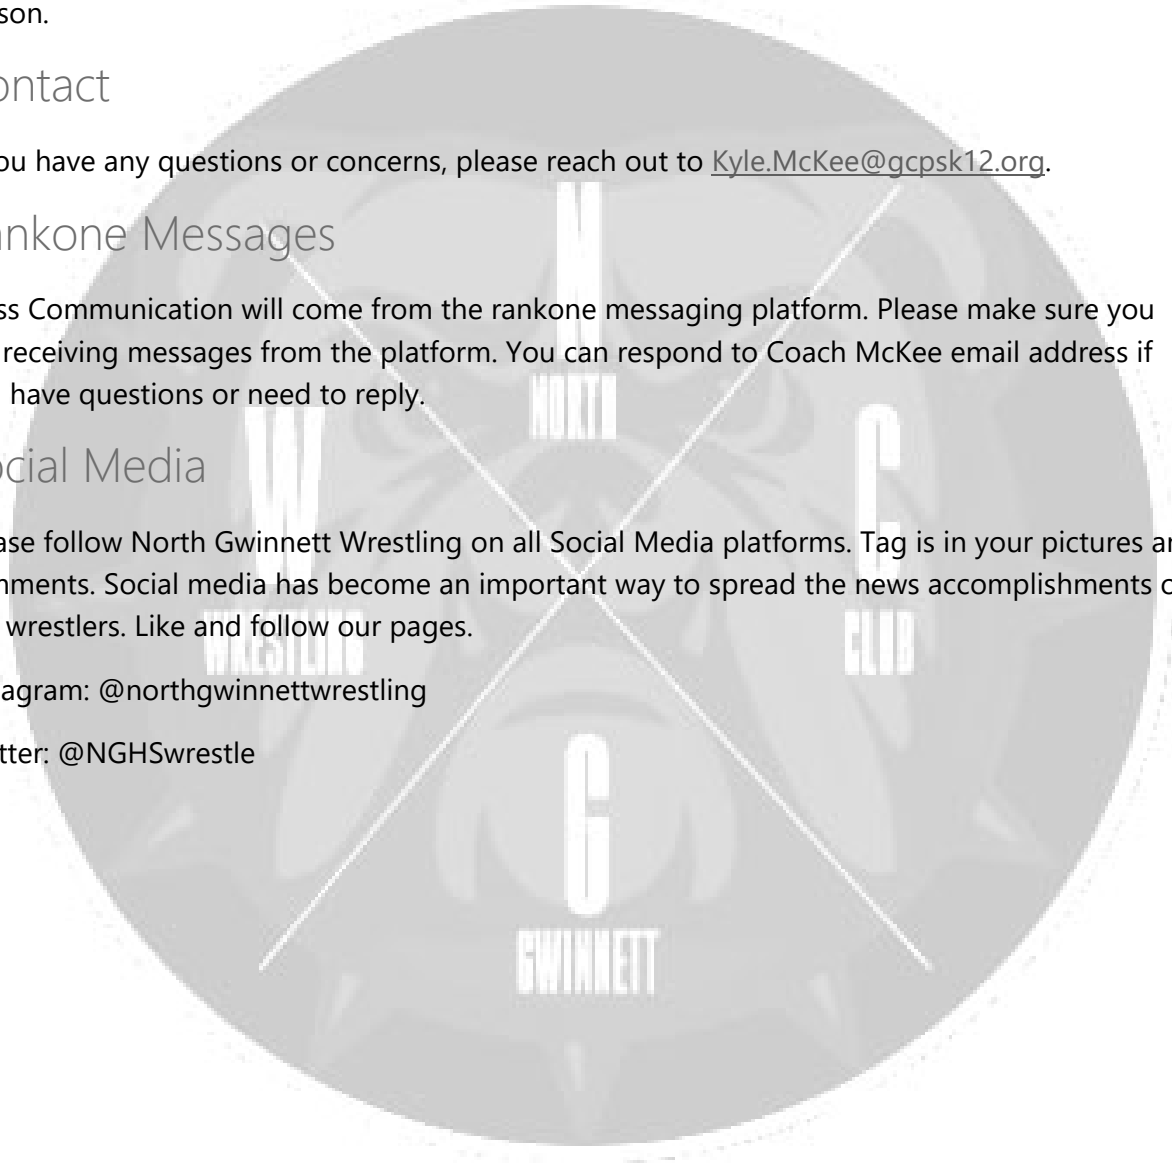 son.
ontact
ou have any questions or concerns, please reach out to Kyle.McKee@gcpsk12.org.
ankone Messages
ss Communication will come from the rankone messaging platform. Please make sure you
receiving messages from the platform. You can respond to Coach McKee email address if
have questions or need to reply.
ocial Media
ase follow North Gwinnett Wrestling on all Social Media platforms. Tag is in your pictures a
ments. Social media has become an important way to spread the news accomplishments o
wrestlers. Like and follow our pages.
agram: @northgwinnettwrestling
tter: @NGHSwrestle
N
NORTH
W
WRESTLING
C
CLUB
G
GWINNETT